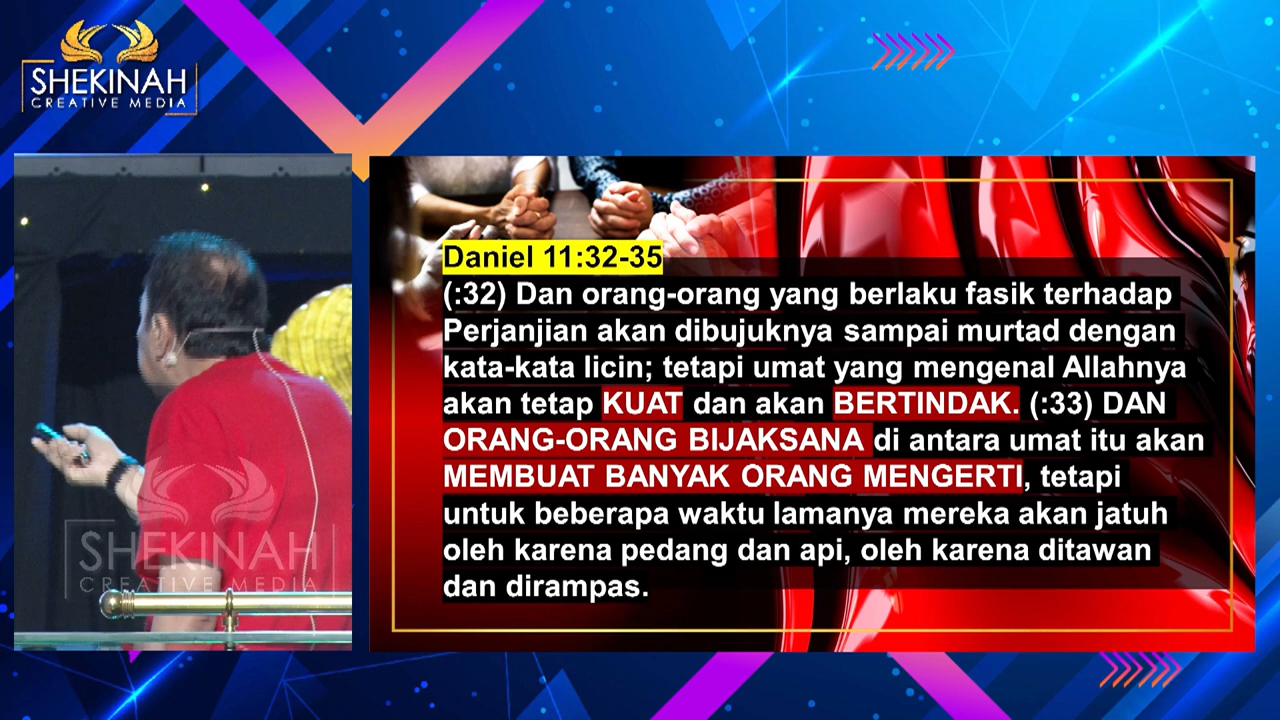 SHEKINAH
CREATIVE MEDIA
Daniel 11:32-35
(:32) Dan orang-orang yang berlaku fasik terhadap
Perjanjian akan dibujuknya sampai murtad dengan
kata-kata licin; tetapi umat yang mengenal Allahnya
akan tetap KUAT dan akan BERTINDAK. (:33) DAN
ORANG-ORANG BIJAKSANA di antara umat itu akan
MEMBUAT BANYAK ORANG MENGERTI, tetapi
untuk beberapa waktu lamanya mereka akan jatuh
oleh karena pedang dan api, oleh karena ditawan
dan dirampas.
SHEKINAH
CREATIVE MEDIA